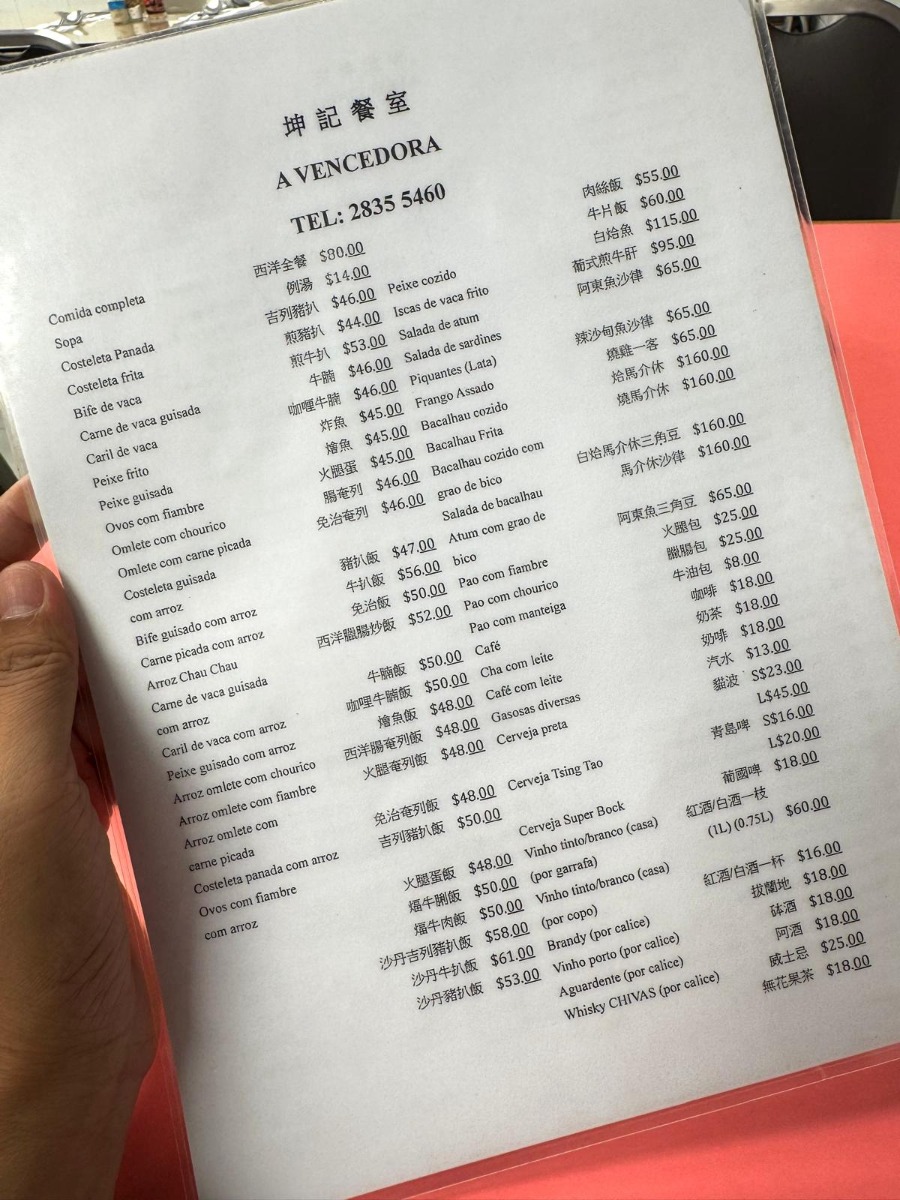 坤記餐室
A VENCEDORA
TEL: 2835 5460
Comida completa 西洋全餐 $80.00
Sopa 例湯 $14.00
Costeleta Panada 吉列豬扒 $46.00
Costeleta frita 煎豬扒 $44.00
Bife de vaca 煎牛扒 $53.00
Carne de vaca guisada 牛腩 $46.00
Caril de vaca 咖喱牛腩 $46.00
Peixe frito 炸魚 $45.00
Peixe guisada 燴魚 $45.00
Ovos com fiambre 火腿蛋 $45.00
Omlete com chourico 腸奄列 $46.00
Omlete com carne picada 免治奄列 $46.00
Costeleta guisada
com arroz 豬扒飯 $47.00
Bife guisado com arroz 牛扒飯 $56.00
Carne picada com arroz 免治飯 $50.00
Arroz Chau Chau 西洋臘腸炒飯 $52.00
Carne de vaca guisada
com arroz 牛腩飯 $50.00
Caril de vaca com arroz 咖哩牛腩飯 $50.00
Peixe guisado com arroz 燴魚飯 $48.00
Arroz omlete com chourico 西洋腸奄列飯 $48.00
Arroz omlete com fiambre 火腿奄列飯 $48.00
Arroz omlete com
carne picada 免治奄列飯 $48.00
Costeleta panada com arroz 吉列豬扒飯 $50.00
Ovos com fiambre
com arroz 火腿蛋飯 $48.00
煏牛脷飯 $50.00
煏牛肉飯 $50.00
沙丹吉列豬扒飯 $58.00
沙丹牛扒飯 $61.00
沙丹豬扒飯 $53.00
肉絲飯 $55.00
牛片飯 $60.00
Peixe cozido 白烚魚 $115.00
Iscas de vaca frito 葡式煎牛肝 $95.00
Salada de atum 阿東魚沙律 $65.00
Salada de sardines
Piquantes (Lata) 辣沙甸魚沙律 $65.00
Frango Assado 燒雞一客 $65.00
Bacalhau cozido 烚馬介休 $160.00
Bacalhau Frita 燒馬介休 $160.00
Bacalhau cozido com
grao de bico 白烚馬介休三角豆 $160.00
Salada de bacalhau 馬介休沙律 $160.00
Atum com grao de
bico 阿東魚三角豆 $65.00
Pao com fiambre 火腿包 $25.00
Pao com chourico 臘腸包 $25.00
Pao com manteiga 牛油包 $8.00
Café 咖啡 $18.00
Cha com leite 奶茶 $18.00
Café com leite 奶啡 $18.00
Gasosas diversas 汽水 $13.00
Cerveja preta 貓波 S$23.00
L$45.00
Cerveja Tsing Tao 青島啤 S$16.00
L$20.00
Cerveja Super Bock 葡國啤 $18.00
Vinho tinto/branco (casa) 紅酒/白酒一枝
(por garrafa) (1L) (0.75L) $60.00
Vinho tinto/branco (casa)
(por copo) 紅酒/白酒一杯 $16.00
Brandy (por calice) 拔蘭地 $18.00
Vinho porto (por calice) 砵酒 $18.00
Aguardente (por calice) 阿酒 $18.00
Whisky CHIVAS (por calice) 威士忌 $25.00
無花果茶 $18.00